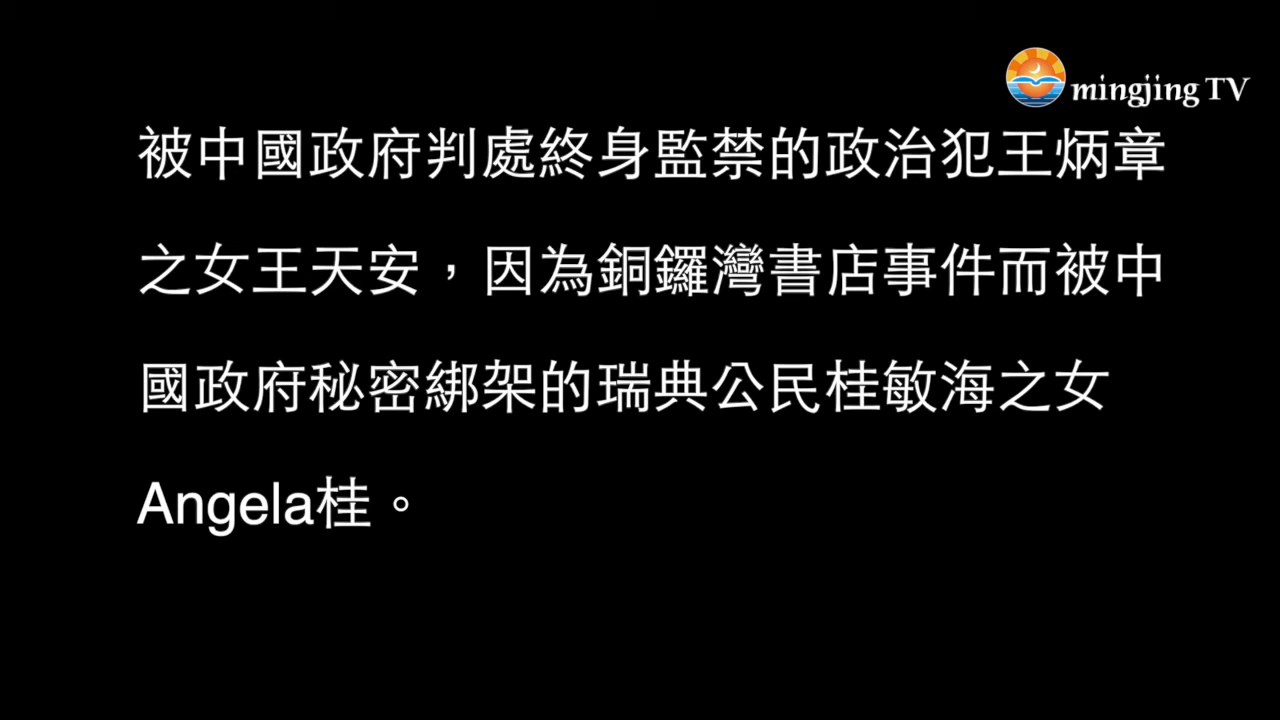 mingjing TV
被中國政府判處終身監禁的政治犯王炳章
之女王天安，因為銅鑼灣書店事件而被中
國政府秘密綁架的瑞典公民桂敏海之女
Angela桂。